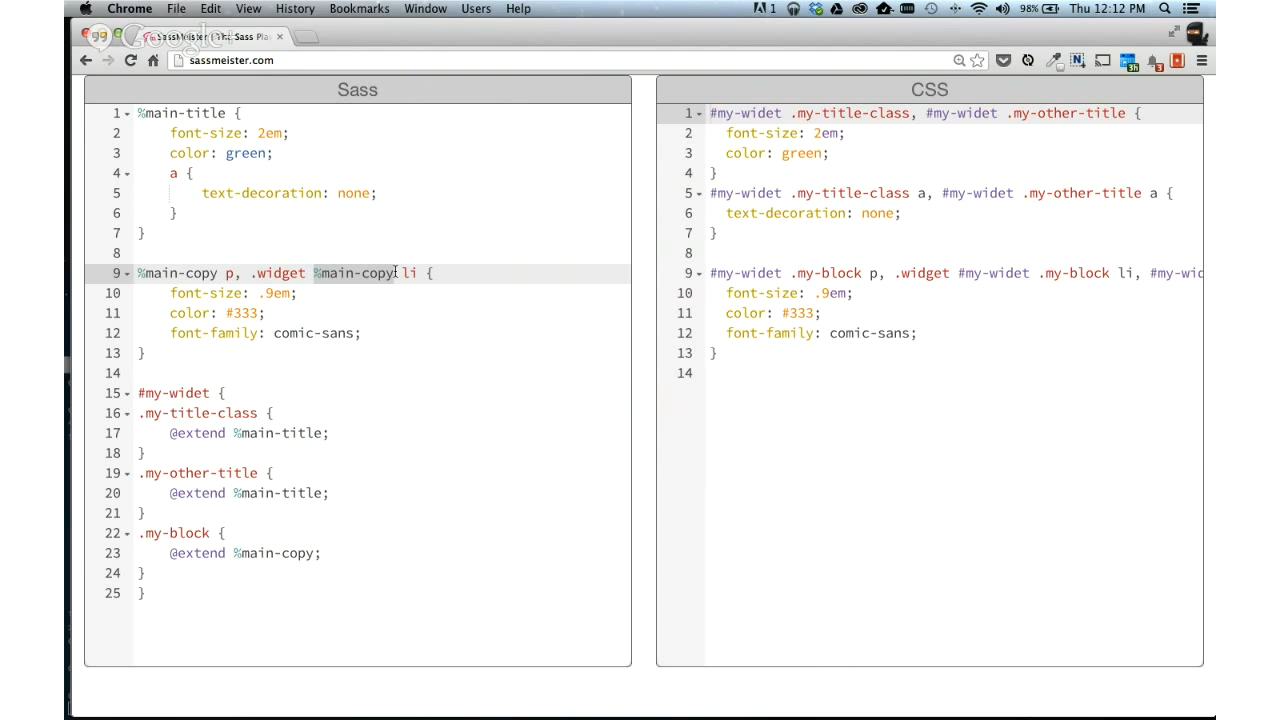 Chrome File Edit View History Bookmarks Window Users Help 1 98% Thu 12:12 PM
Google+
SassMeister | The Sass Pla
sassmeister.com
Sass
1 %main-title {
2 font-size: 2em;
3 color: green;
4 a {
5 text-decoration: none;
6 }
7 }
8
9 %main-copy p, .widget %main-copy li {
10 font-size: .9em;
11 color: #333;
12 font-family: comic-sans;
13 }
14
15 #my-widet {
16 .my-title-class {
17 @extend %main-title;
18 }
19 .my-other-title {
20 @extend %main-title;
21 }
22 .my-block {
23 @extend %main-copy;
24 }
25 }
CSS
1 #my-widet .my-title-class, #my-widet .my-other-title {
2 font-size: 2em;
3 color: green;
4 }
5 #my-widet .my-title-class a, #my-widet .my-other-title a {
6 text-decoration: none;
7 }
8
9 #my-widet .my-block p, .widget #my-widet .my-block li, #my-wid
10 font-size: .9em;
11 color: #333;
12 font-family: comic-sans;
13 }
14